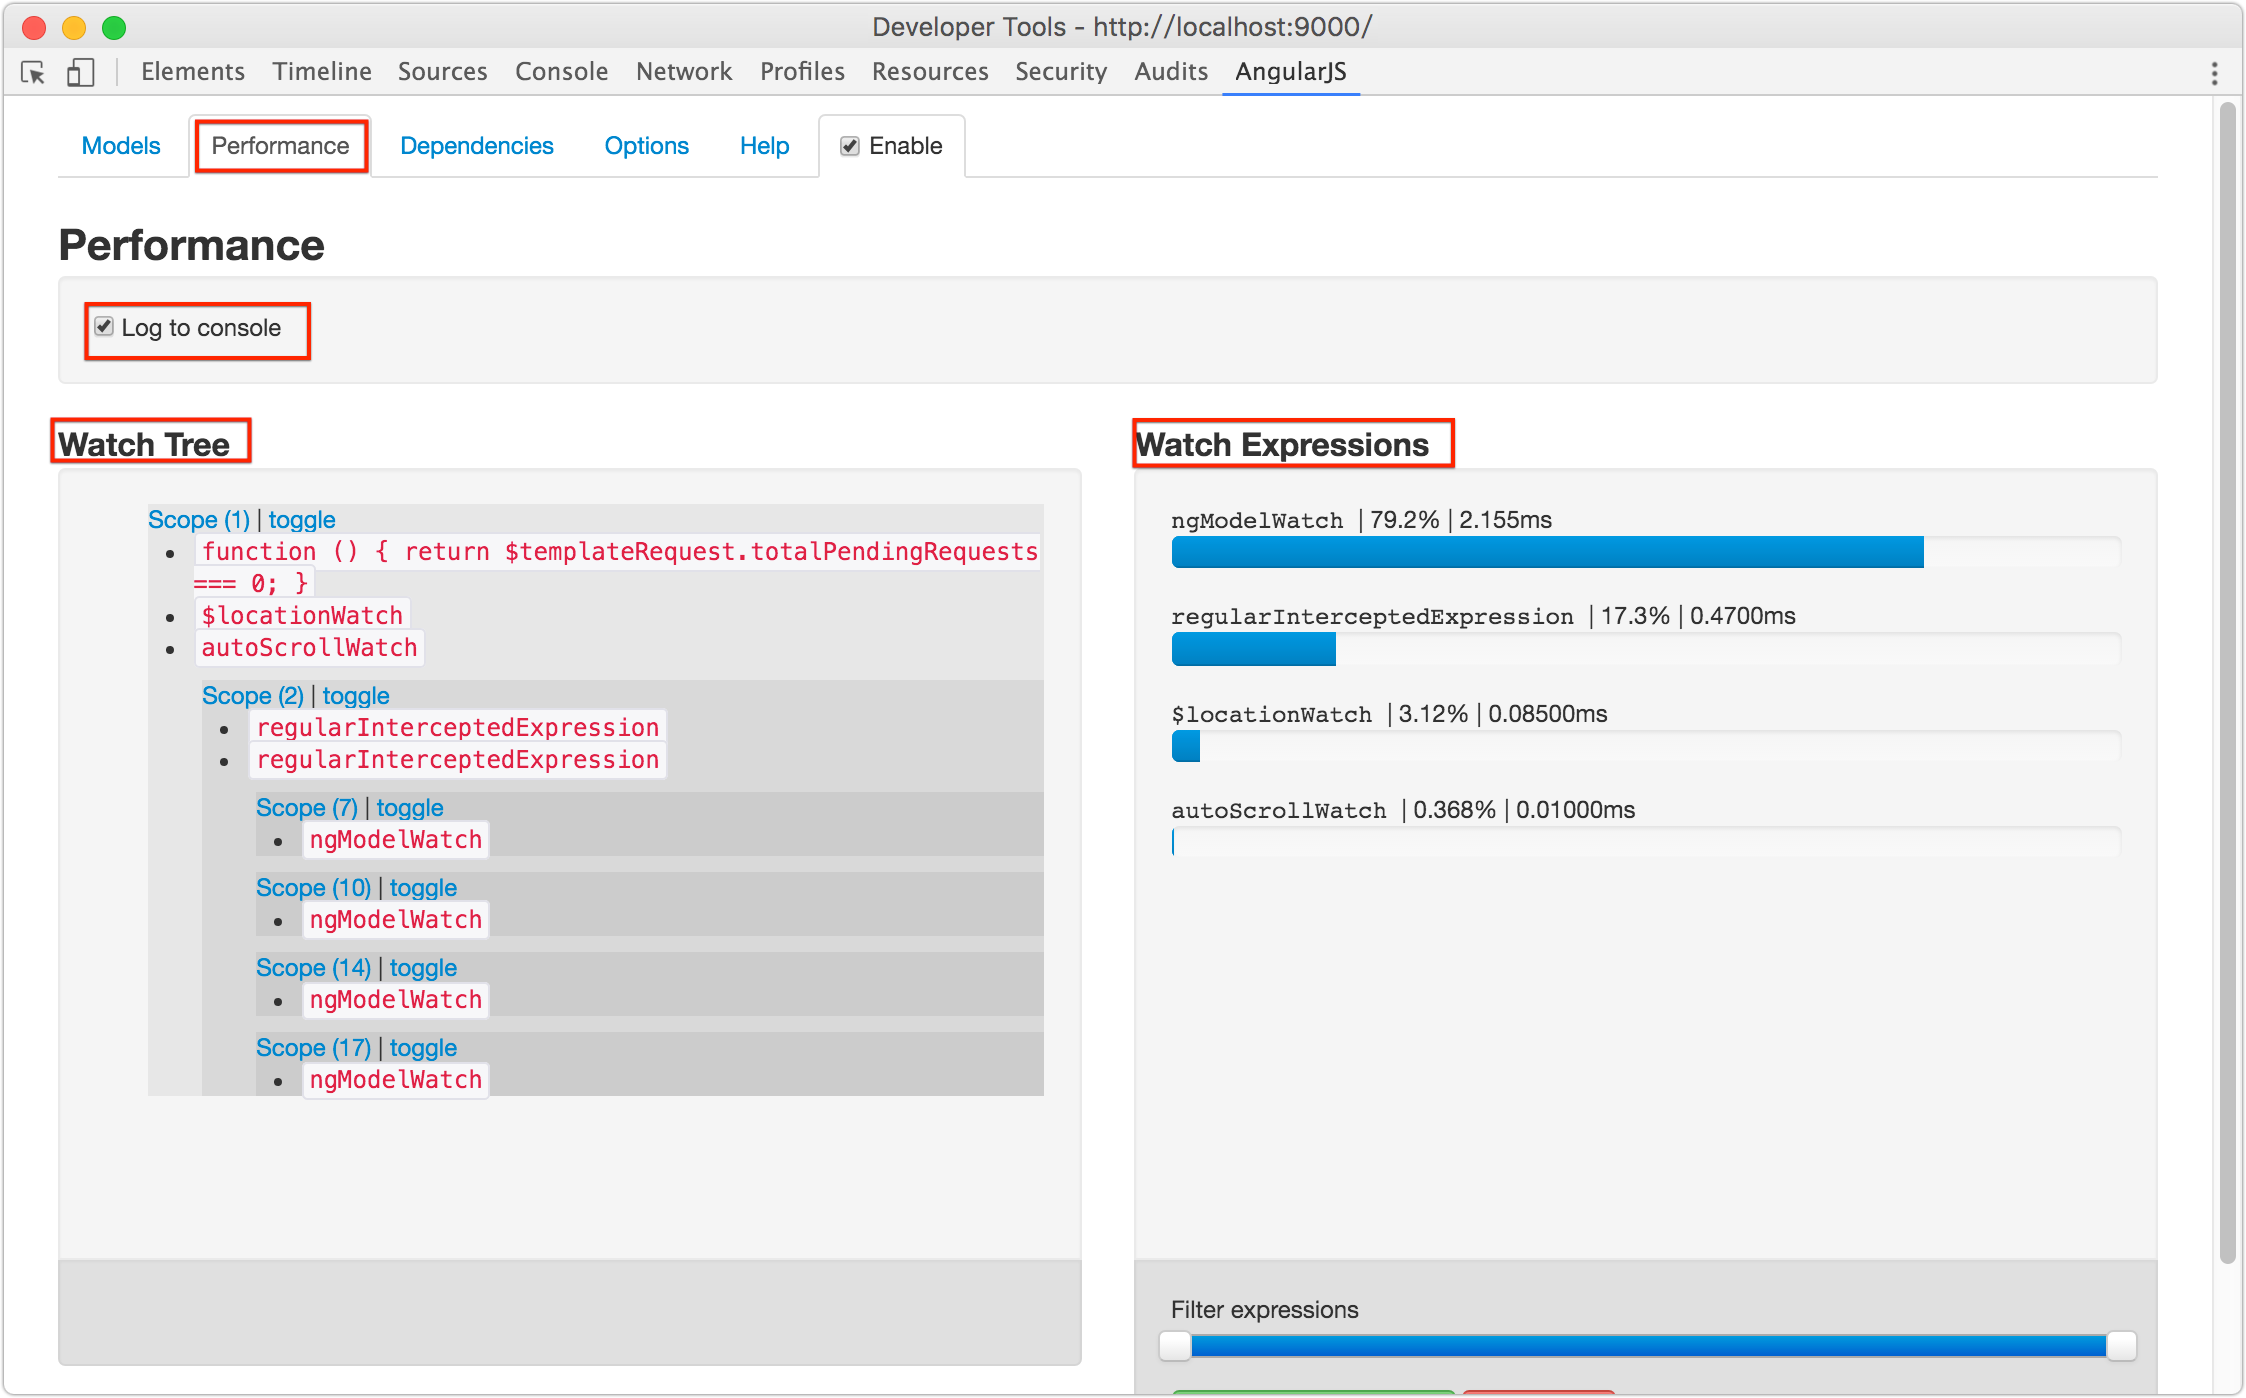 Developer Tools - http://localhost:9000/
Elements Timeline Sources Console Network Profiles Resources Security Audits AngularJS
Models Performance Dependencies Options Help Enable
Performance
Log to console
Watch Tree
Scope (1) | toggle
function () { return $templateRequest.totalPendingRequests
=== 0; }
$locationWatch
autoScrollWatch
Scope (2) | toggle
regularInterceptedExpression
regularInterceptedExpression
Scope (7) | toggle
ngModelWatch
Scope (10) | toggle
ngModelWatch
Scope (14) | toggle
ngModelWatch
Scope (17) | toggle
ngModelWatch
Watch Expressions
ngModelWatch | 79.2% | 2.155ms
regularInterceptedExpression | 17.3% | 0.4700ms
$locationWatch | 3.12% | 0.08500ms
autoScrollWatch | 0.368% | 0.01000ms
Filter expressions